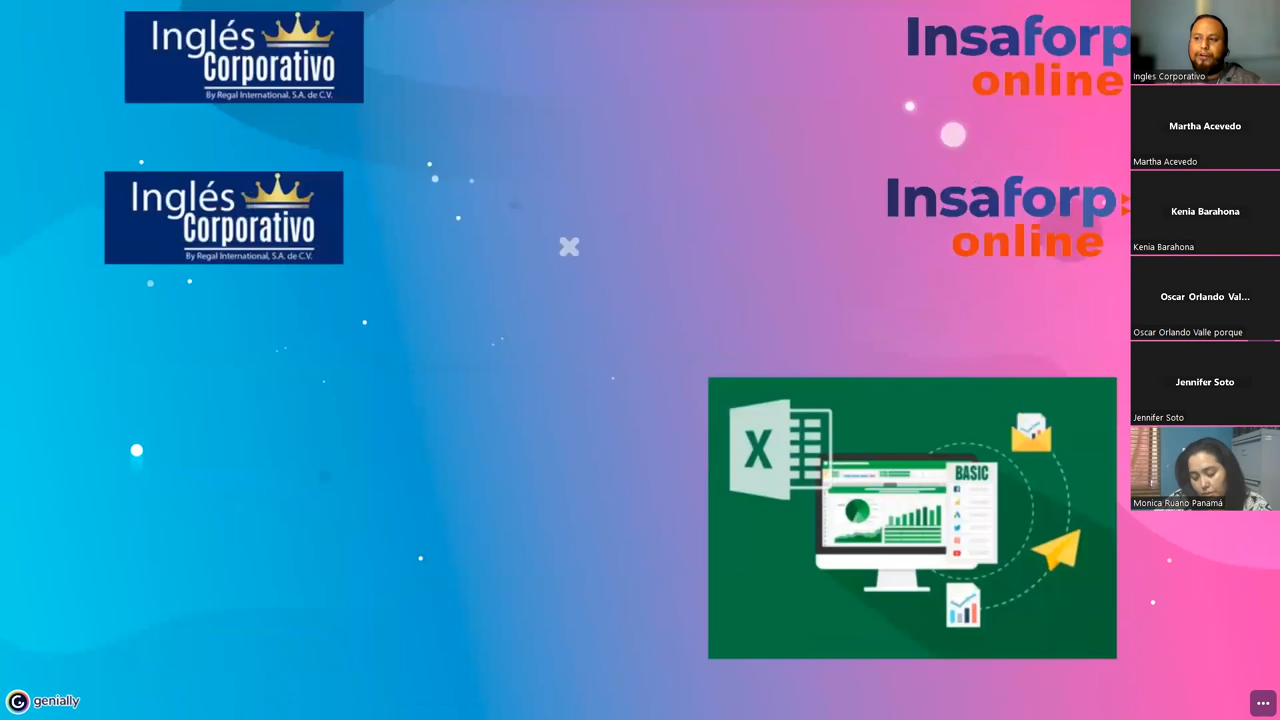 Inglés
Corporativo
By Regal International, S.A. de C.V.
Insaforp
online
Inglés
Corporativo
By Regal International, S.A. de C.V.
Insaforp
online
X
BASIC
genially
Ingles Corporativo
Martha Acevedo
Martha Acevedo
Kenia Barahona
Kenia Barahona
Oscar Orlando Val...
Oscar Orlando Valle porque
Jennifer Soto
Jennifer Soto
Monica Ruano Panamá